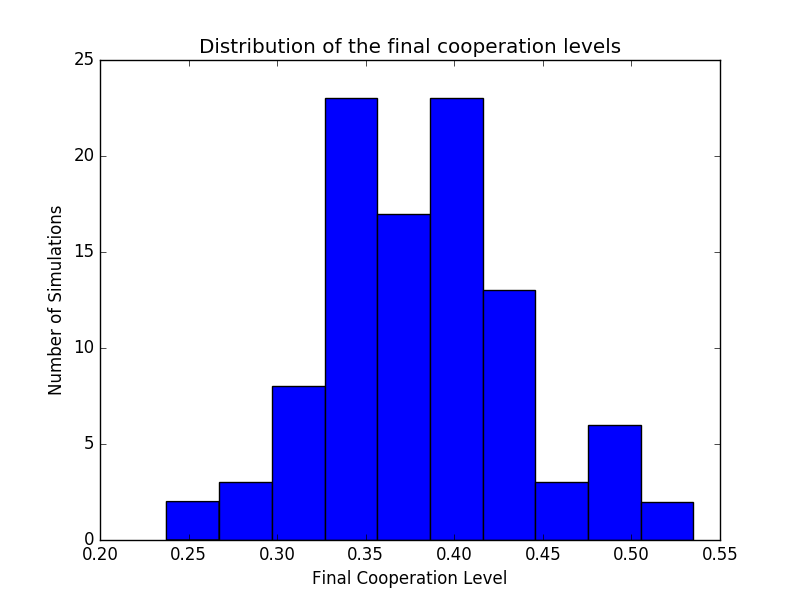 Distribution of the final cooperation levels
25
20
15
10
5
0
Number of Simulations
0.20 0.25 0.30 0.35 0.40 0.45 0.50 0.55
Final Cooperation Level